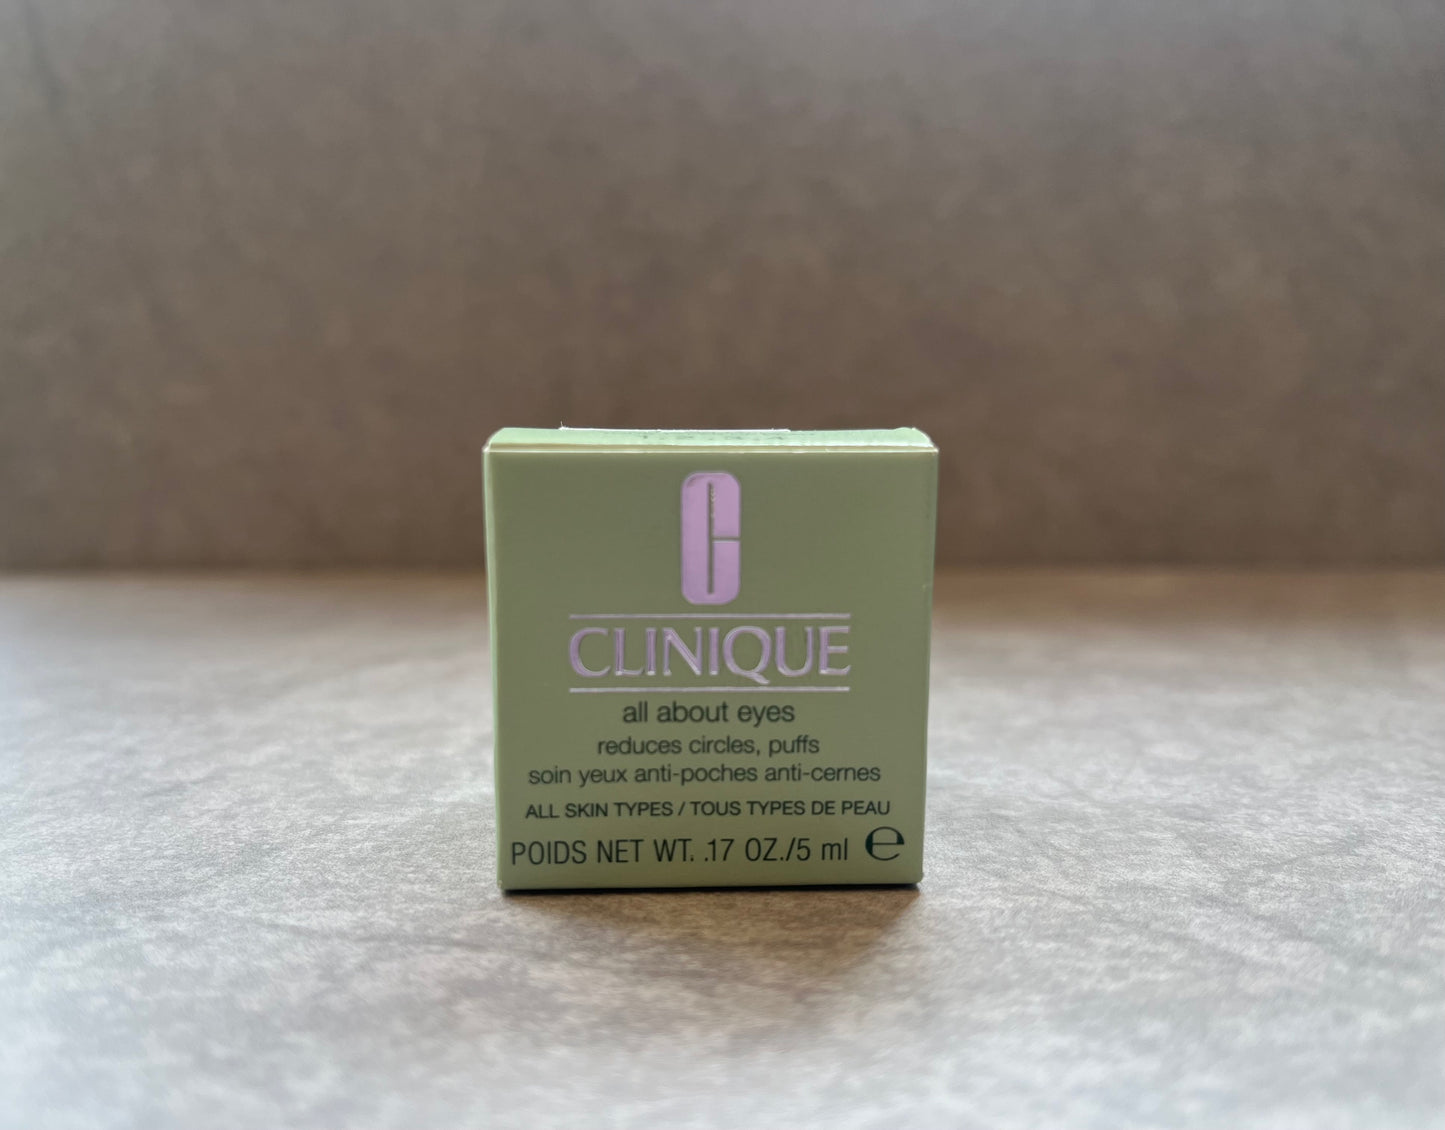 C
CLINIQUE
all about eyes
reduces circles, puffs
soin yeux anti-poches anti-cernes
ALL SKIN TYPES / TOUS TYPES DE PEAU
POIDS NET WT. .17 OZ./5 ml ℮